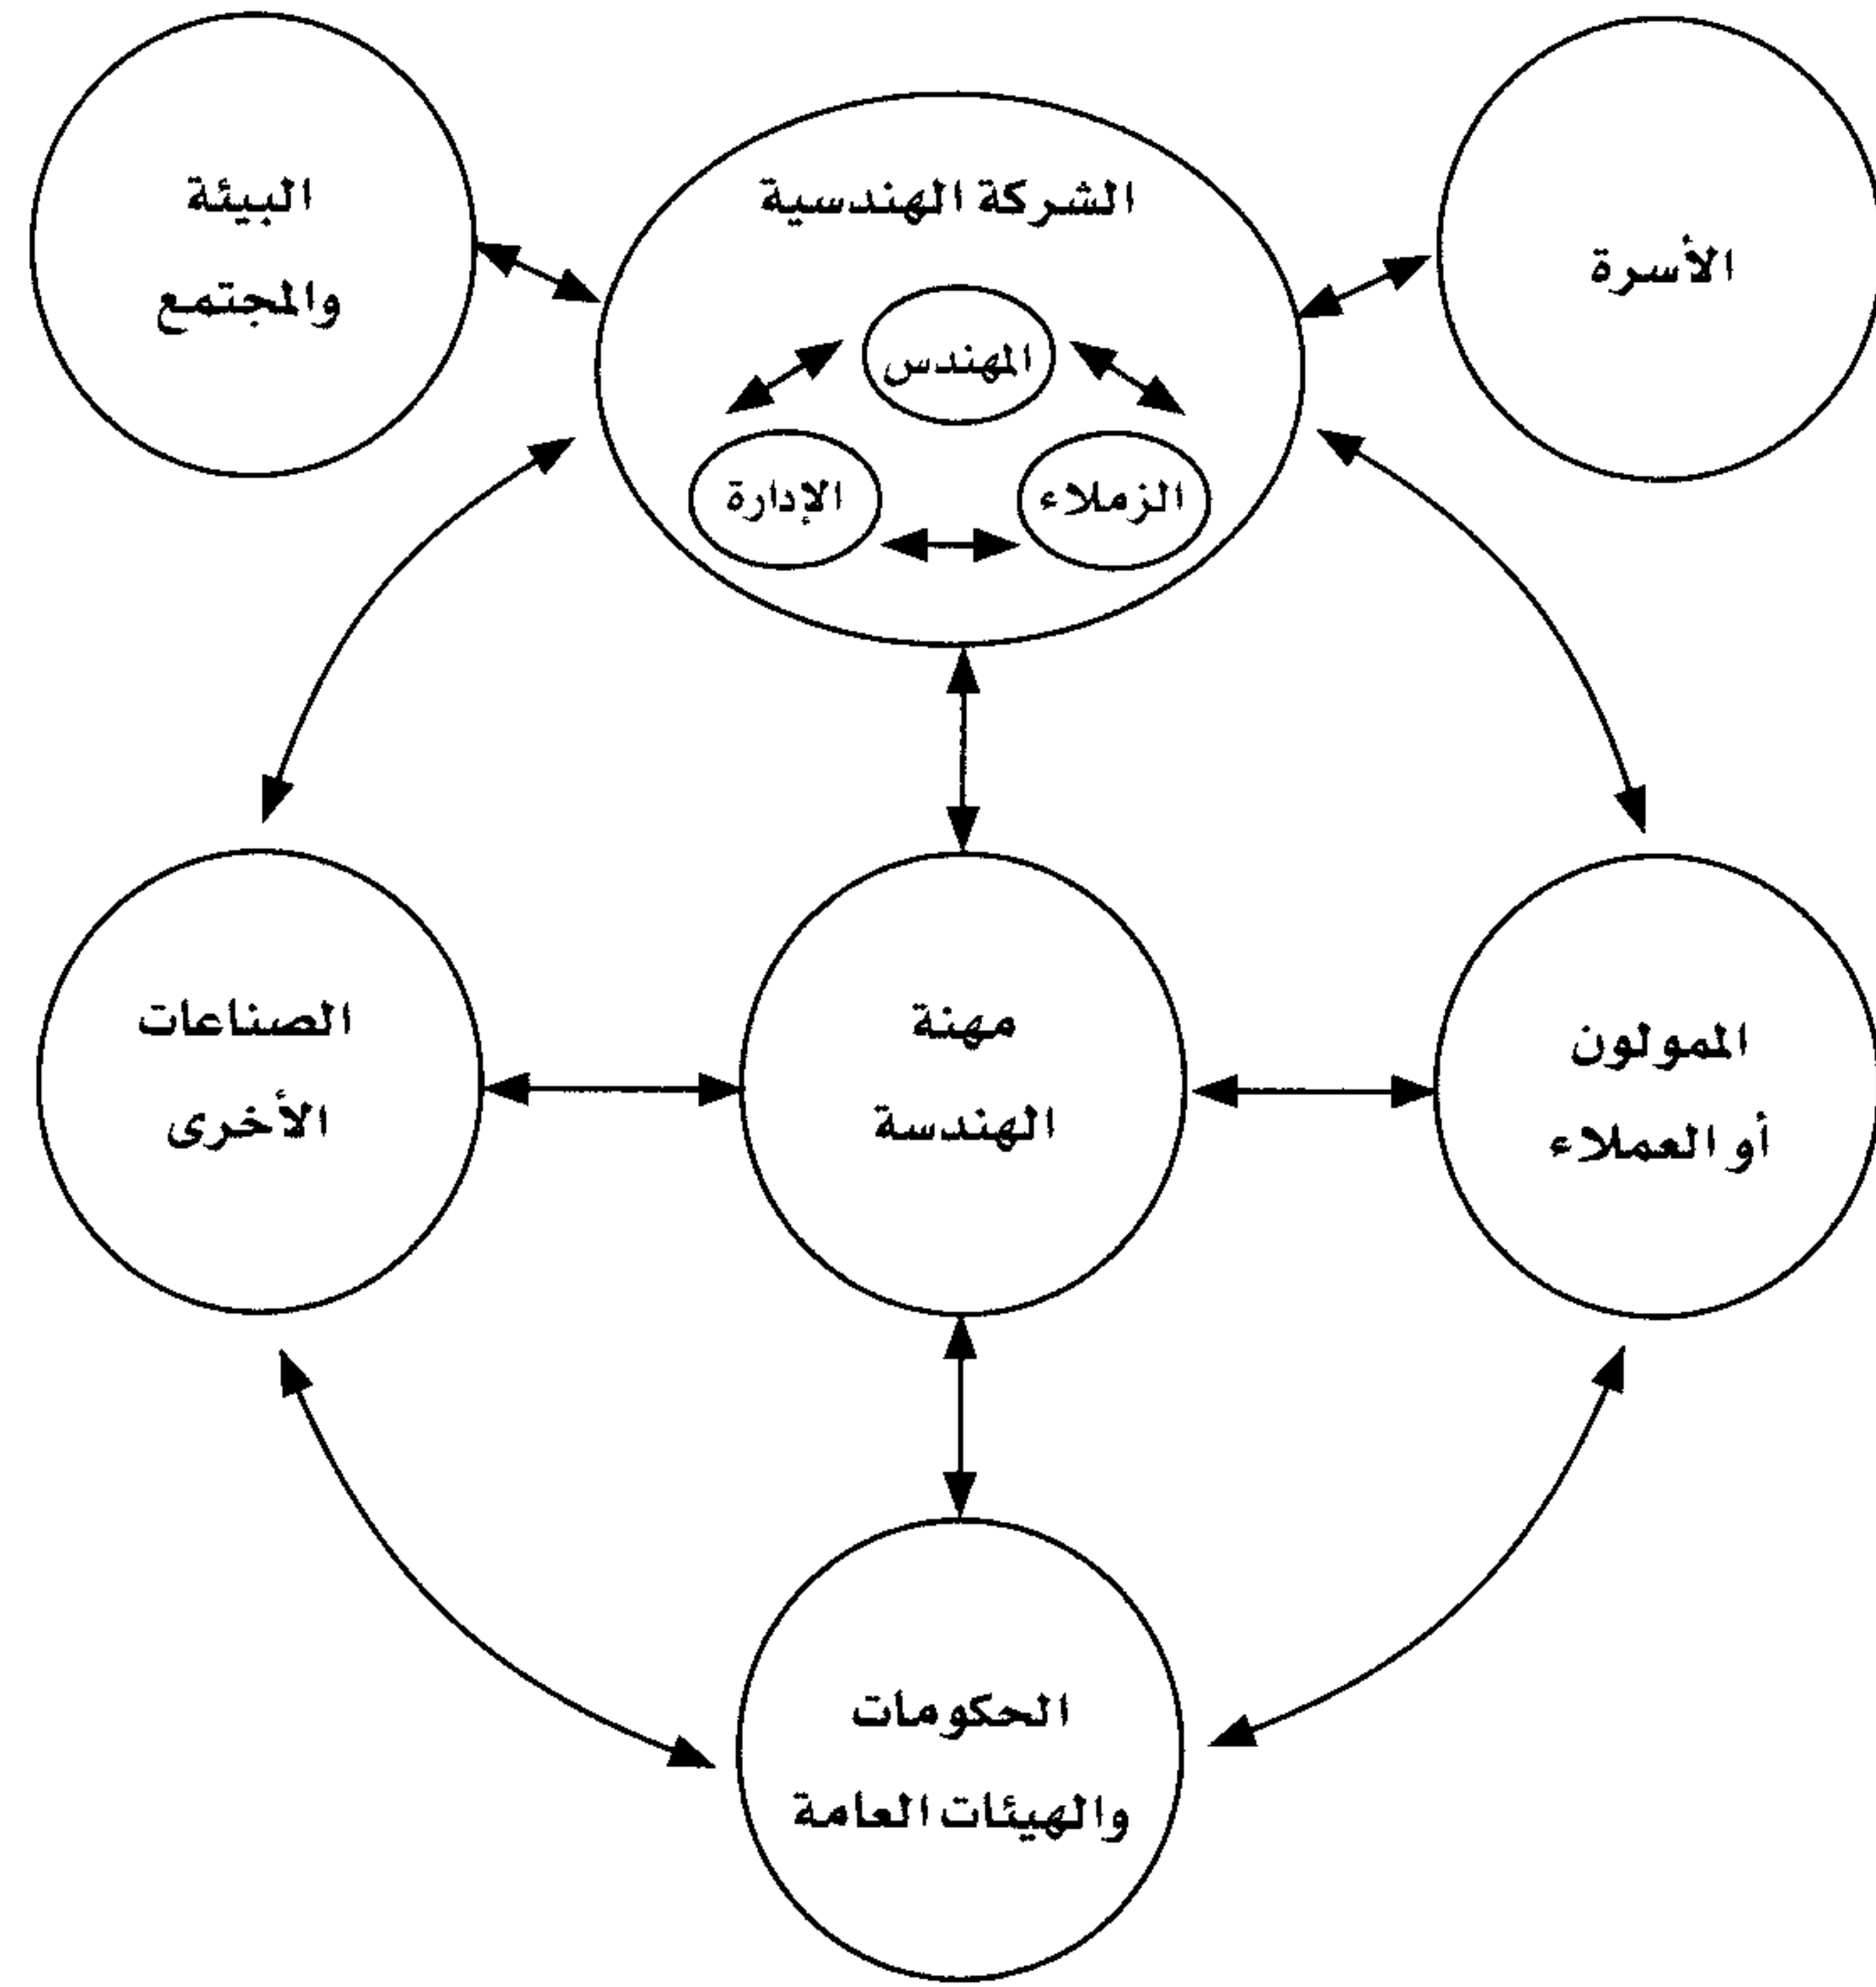 الأسرة
الشركة الهندسية
المهندس
الزملاء
الإدارة
البيئة
والمجتمع
الممولون
أو العملاء
مهنة
الهندسة
الصناعات
الأخرى
الحكومات
والهيئات العامة